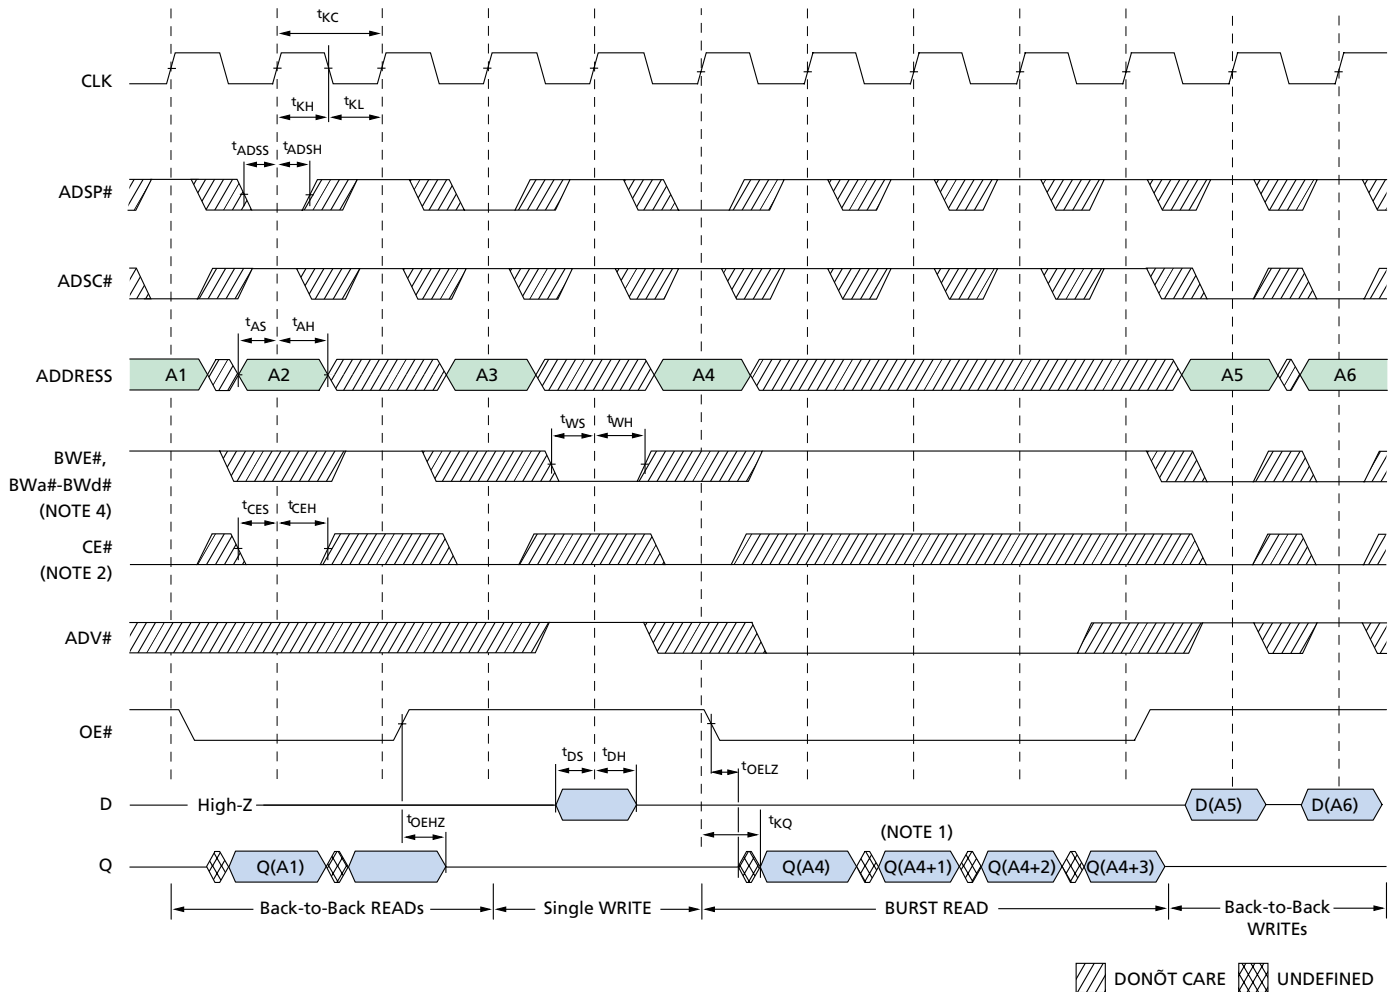 tKC
CLK
tKH
tKL
tADSS
tADSH
ADSP#
ADSC#
tAS
tAH
ADDRESS
A1
A2
A3
A4
A5
A6
tWS
tWH
BWE#,
BWa#-BWd#
(NOTE 4)
tCES
tCEH
CE#
(NOTE 2)
ADV#
OE#
tDS
tDH
tOELZ
D
High-Z
D(A5)
D(A6)
tOEHZ
tKQ
(NOTE 1)
Q
Q(A1)
Q(A4)
Q(A4+1)
Q(A4+2)
Q(A4+3)
Back-to-Back READs
Single WRITE
BURST READ
Back-to-Back
WRITEs
DONÕT CARE
UNDEFINED